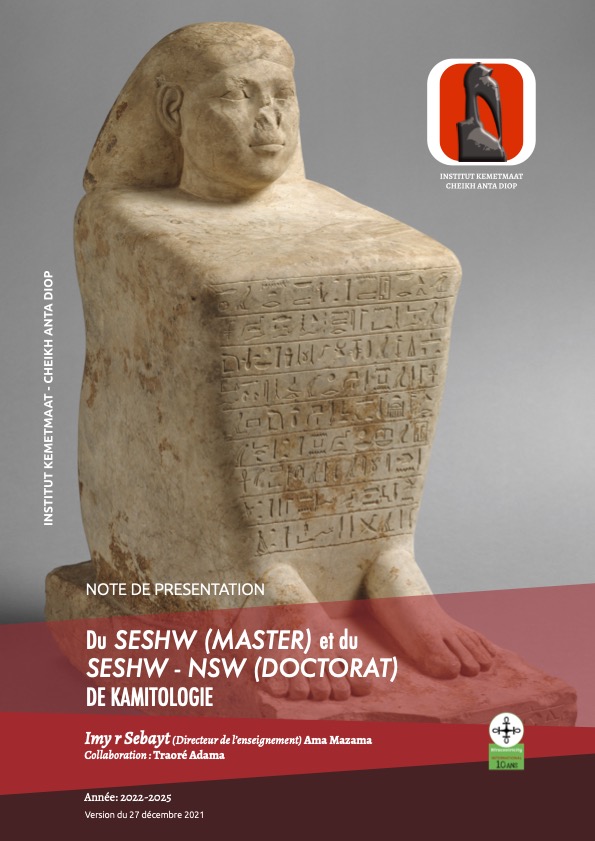 INSTITUT KEMETMAAT
CHEIKH ANTA DIOP
INSTITUT KEMETMAAT - CHEIKH ANTA DIOP
NOTE DE PRESENTATION
Du SESHW (MASTER) et du
SESHW - NSW (DOCTORAT)
DE KAMITOLOGIE
Imy r Sebayt (Directeur de l'enseignement) Ama Mazama
Collaboration : Traoré Adama
10 ANS
Année: 2022-2025
Version du 27 décembre 2021